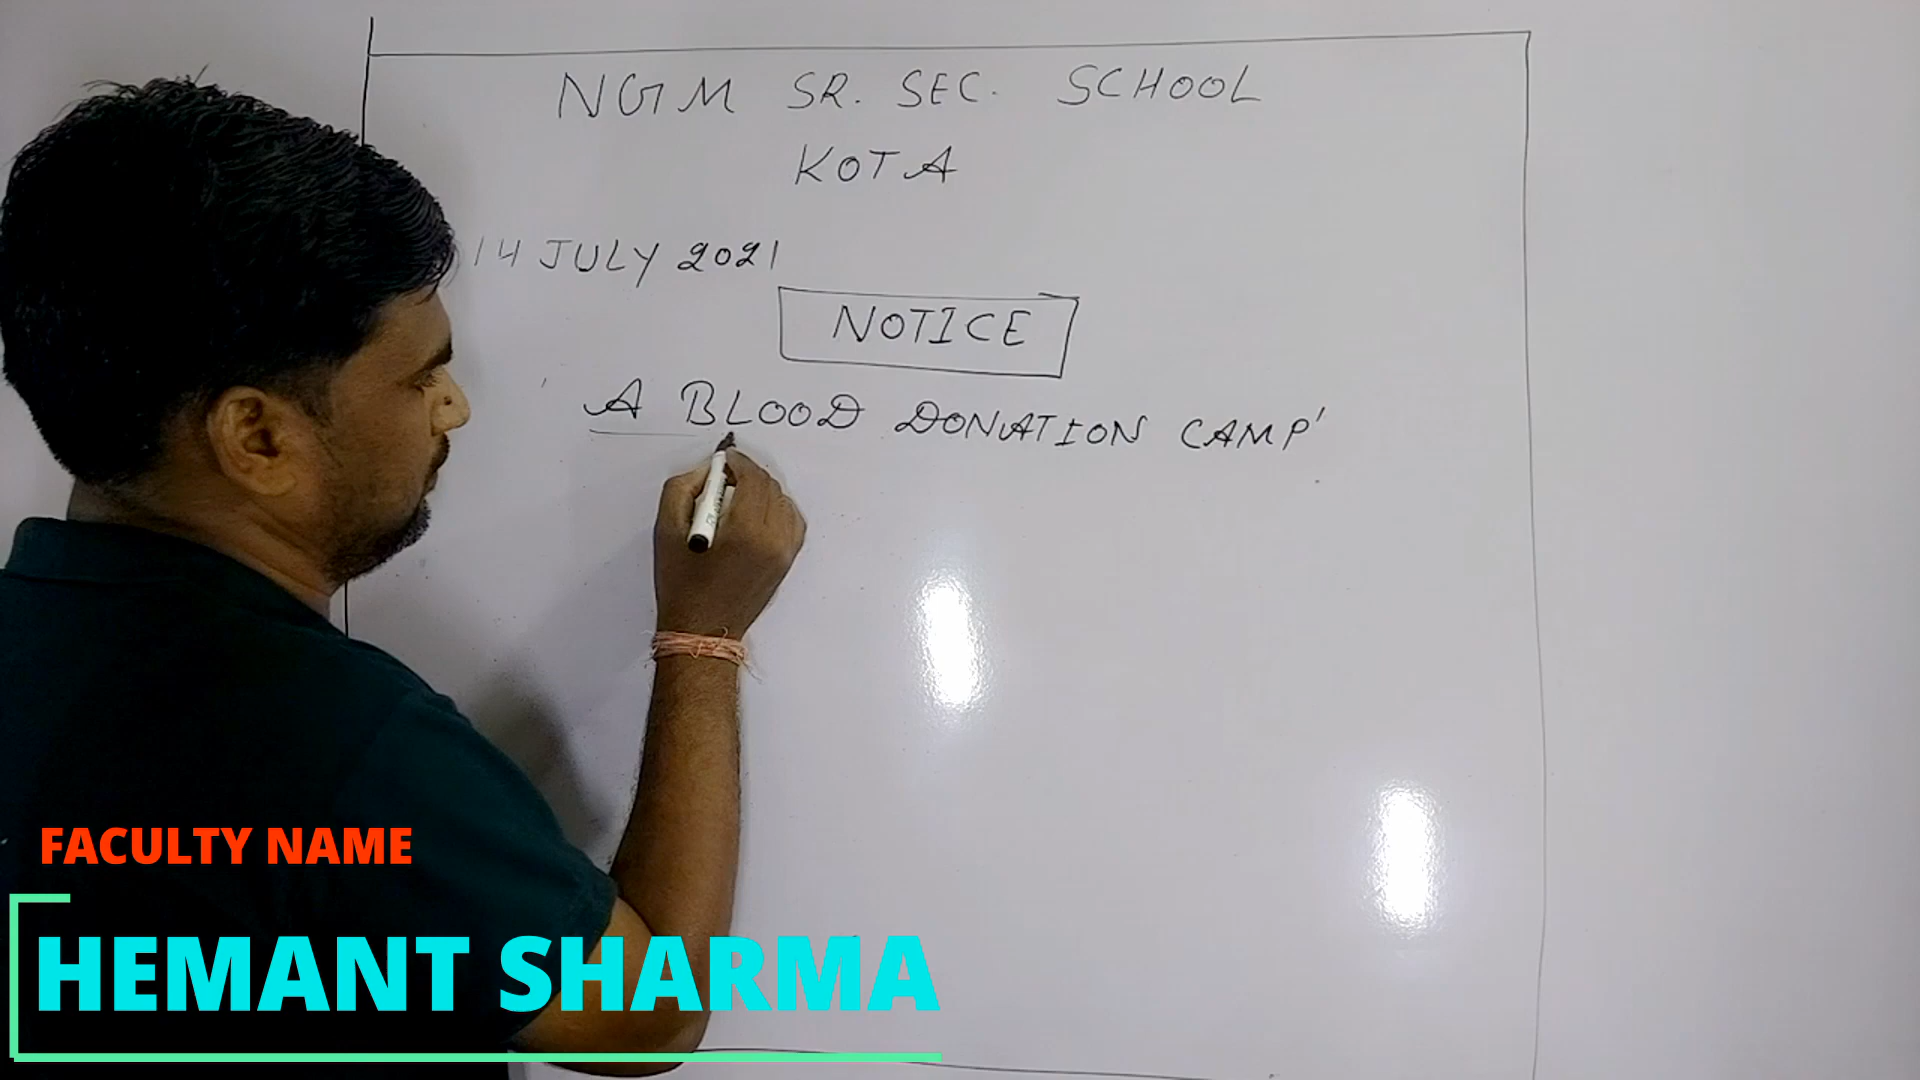 NGM SR. SEC. SCHOOL
KOTA
14 JULY 2021
NOTICE
'A BLOOD DONATION CAMP'
FACULTY NAME
HEMANT SHARMA